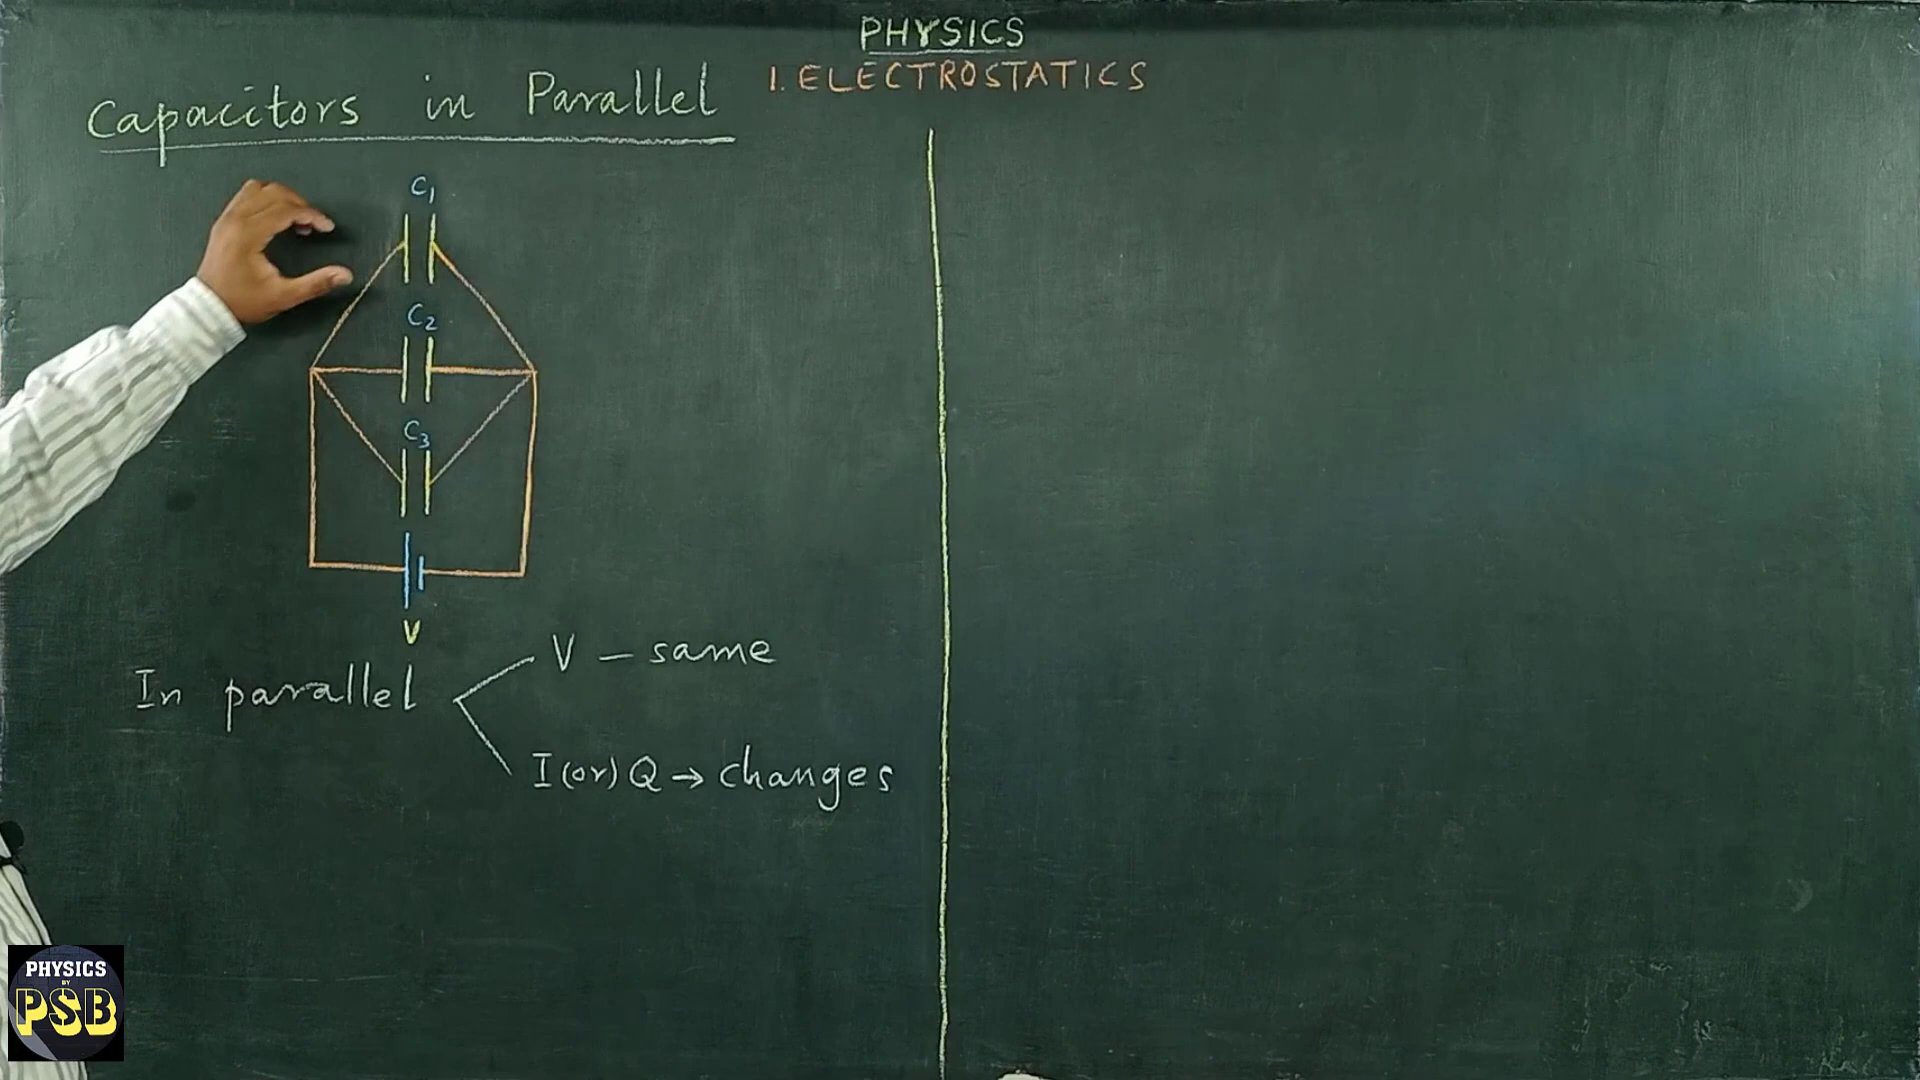 PHYSICS
1. ELECTROSTATICS
Capacitors in Parallel
C1
C2
C3
V
In parallel
V - same
I (or) Q → changes
PHYSICS
BY
PSB